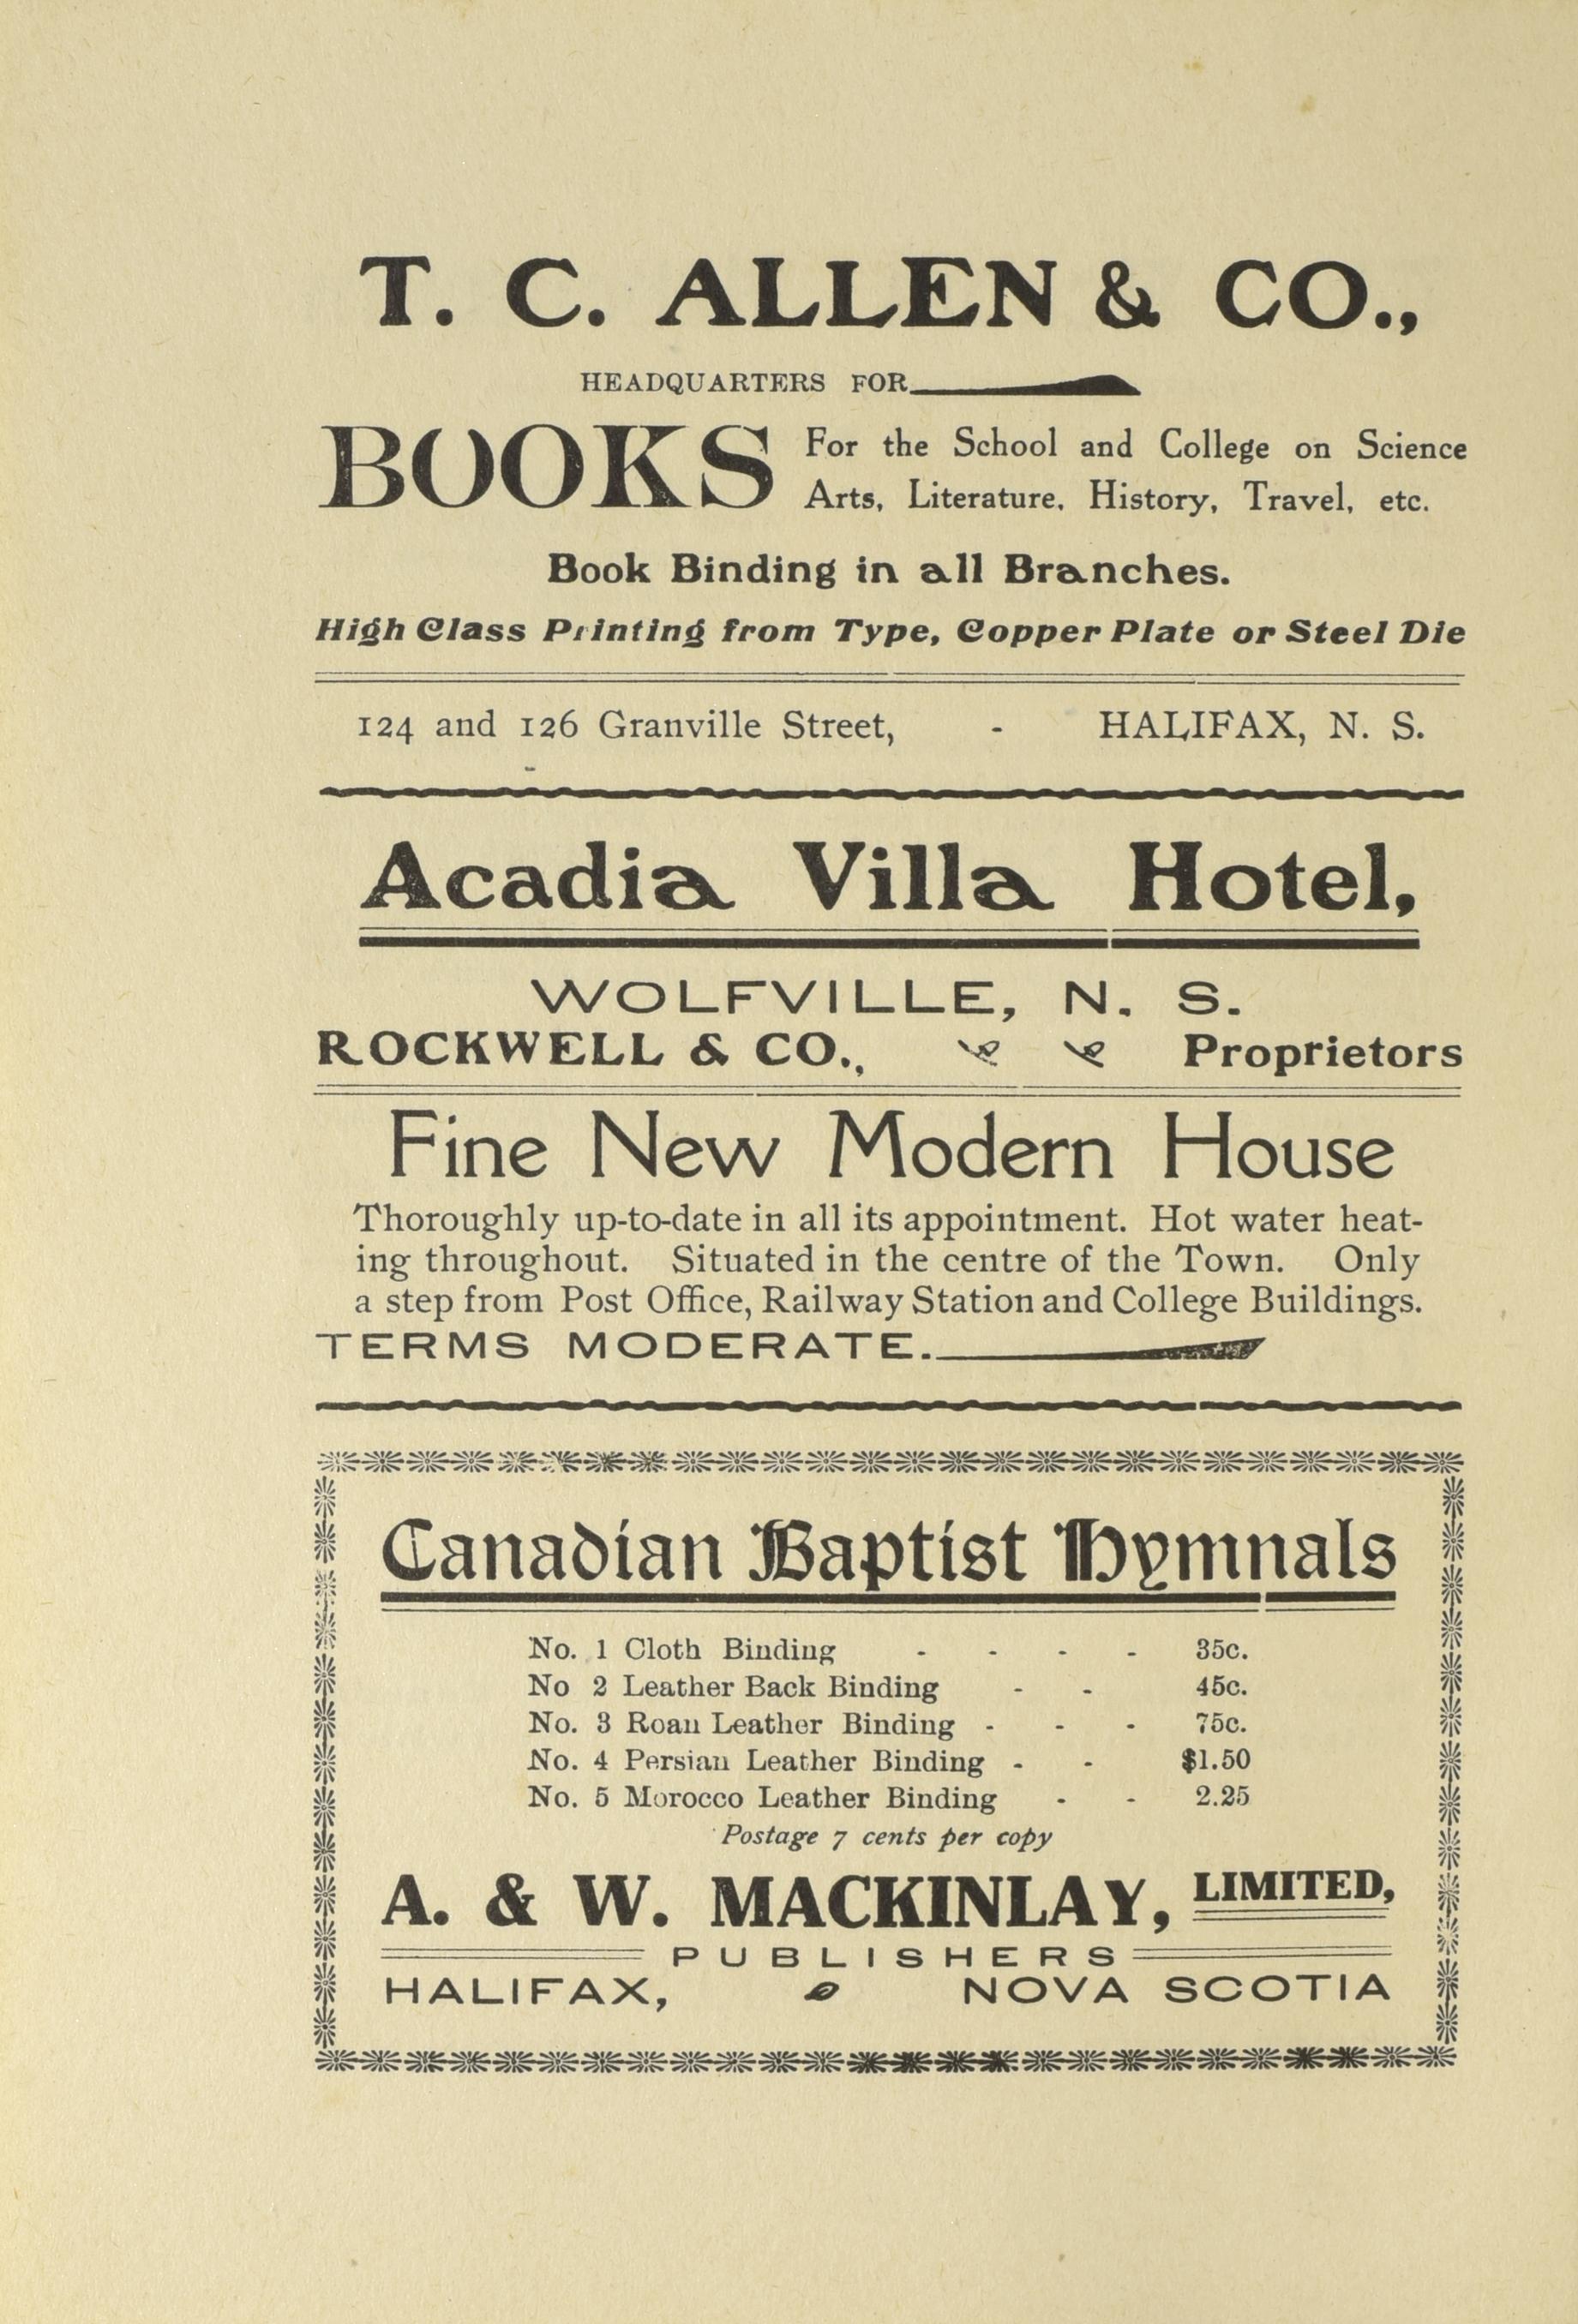 T. C. ALLEN & CO.,
HEADQUARTERS FOR
BOOKS For the School and College on Science
Arts, Literature, History, Travel, etc.
Book Binding in all Branches.
High Class Printing from Type, Copper Plate or Steel Die
124 and 126 Granville Street, - HALIFAX, N. S.
Acadia Villa Hotel,
WOLFVILLE, N. S.
ROCKWELL & CO., Proprietors
Fine New Modern House
Thoroughly up-to-date in all its appointment. Hot water heat-
ing throughout. Situated in the centre of the Town. Only
a step from Post Office, Railway Station and College Buildings.
TERMS MODERATE.
Canadian Baptist Hymnals
No. 1 Cloth Binding - - - - 35c.
No 2 Leather Back Binding - - 45c.
No. 3 Roan Leather Binding - - - 75c.
No. 4 Persian Leather Binding - - $1.50
No. 5 Morocco Leather Binding - - 2.25
Postage 7 cents per copy
A. & W. MACKINLAY, LIMITED,
PUBLISHERS
HALIFAX, NOVA SCOTIA